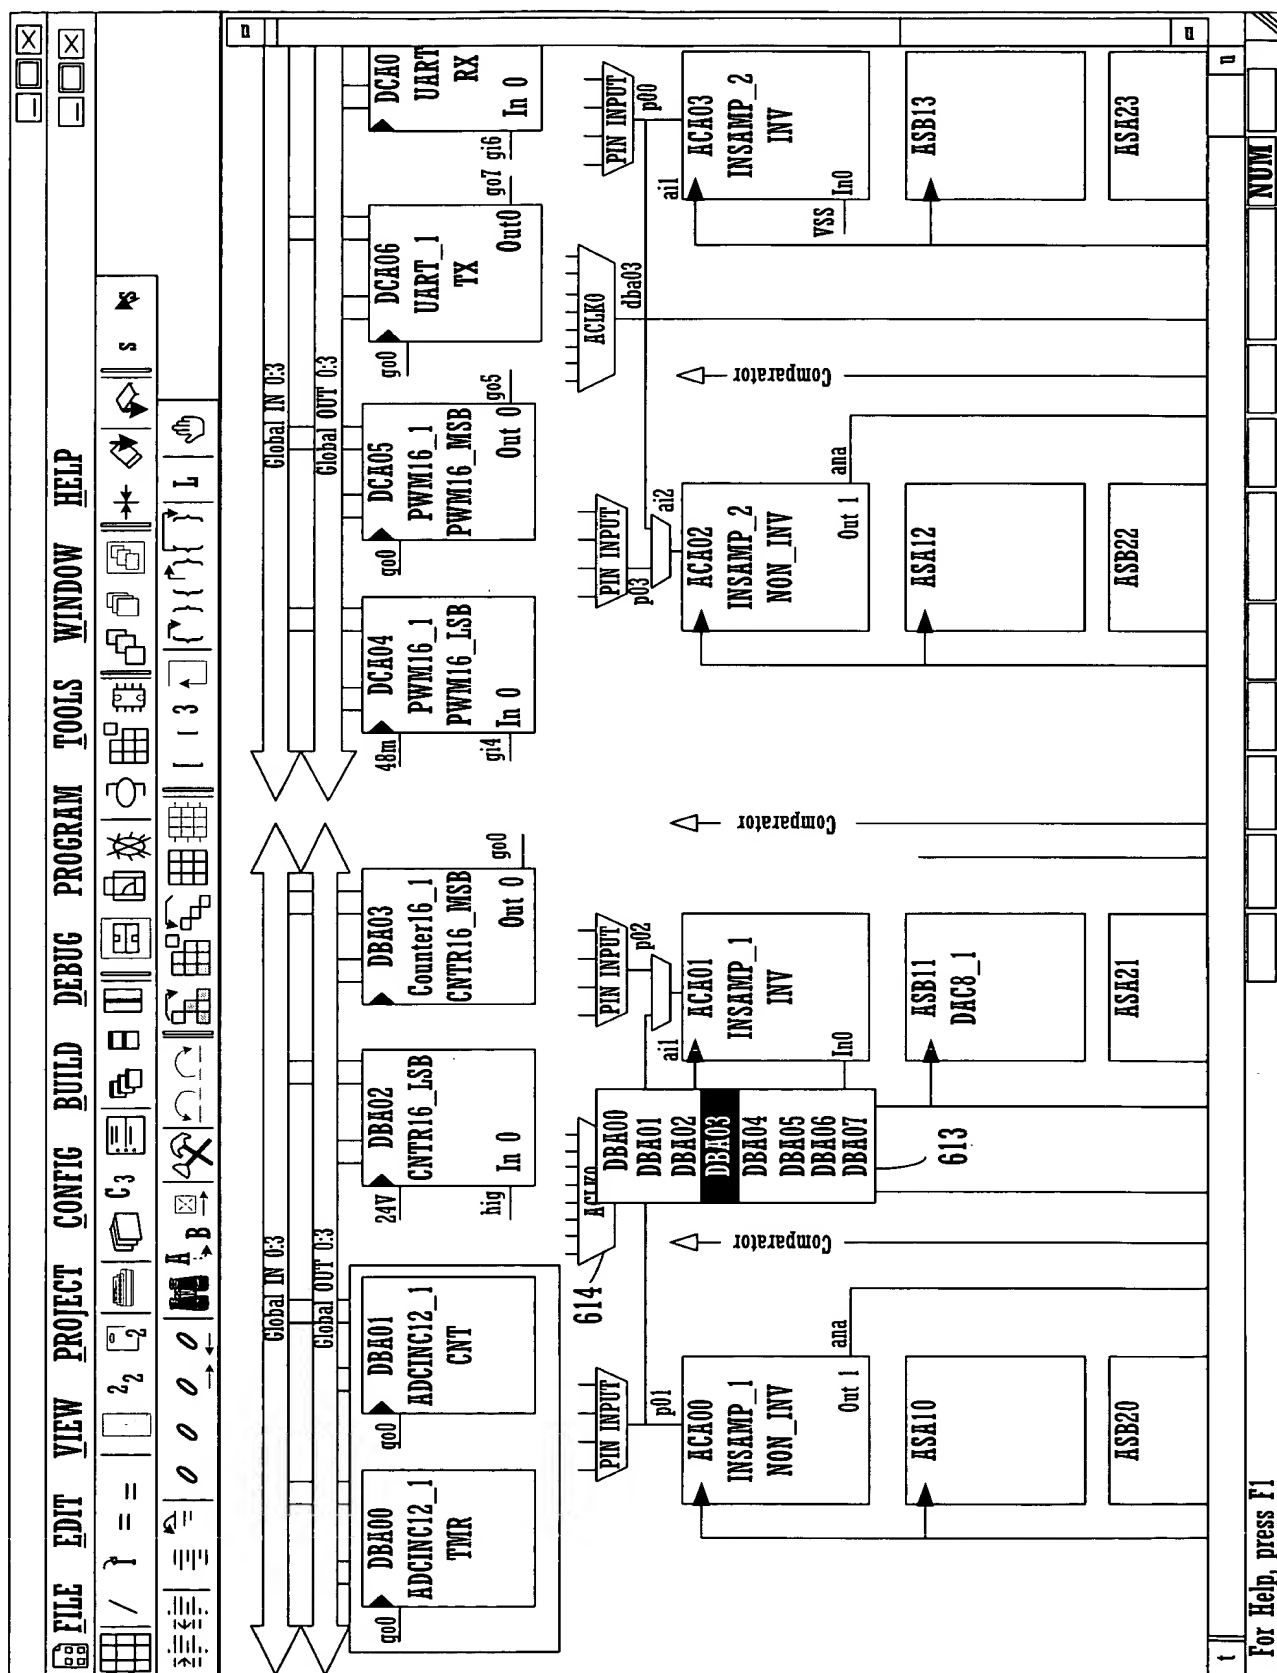 FILE EDIT VIEW PROJECT CONFIG BUILD DEBUG PROGRAM TOOLS WINDOW HELP
C 3
A
B
S
[ [ 3
L
Global IN 0:3
Global IN 0:3
Global OUT 0:3
Global OUT 0:3
go0
DBA00
ADCINC12_1
TMR
go0
DBA01
ADCINC12_1
CNT
24V
DBA02
CNTR16_LSB
hig
In 0
DBA03
Counter16_1
CNTR16_MSB
Out 0
go0
48m
DCA04
PWM16_1
PWM16_LSB
gi4
In 0
go0
DCA05
PWM16_1
PWM16_MSB
Out 0
go5
go0
DCA06
UART_1
TX
Out0
go7
DCA0
UART
RX
gi6
In 0
614
PIN INPUT
p01
PIN INPUT
p02
PIN INPUT
p03
ACLK0
dba03
PIN INPUT
p00
ACA00
INSAMP_1
NON_INV
Out 1
ana
Comparator
DBA00
DBA01
DBA02
DBA03
DBA04
DBA05
DBA06
DBA07
613
ai1
ACA01
INSAMP_1
INV
In0
Comparator
ai2
ACA02
INSAMP_2
NON_INV
Out 1
ana
Comparator
ai1
ACA03
INSAMP_2
INV
VSS
In0
ASA10
ASB11
DAC8_1
ASA12
ASB13
ASB20
ASA21
ASB22
ASA23
For Help, press F1
NUM